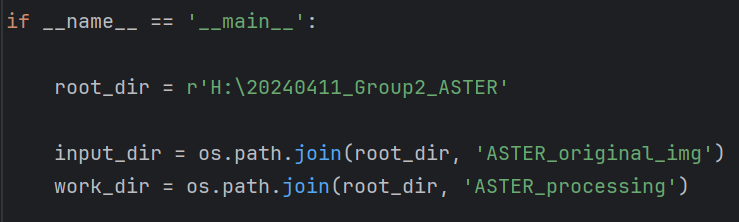 if __name__ == '__main__':
root_dir = r'H:\20240411_Group2_ASTER'
input_dir = os.path.join(root_dir, 'ASTER_original_img')
work_dir = os.path.join(root_dir, 'ASTER_processing')